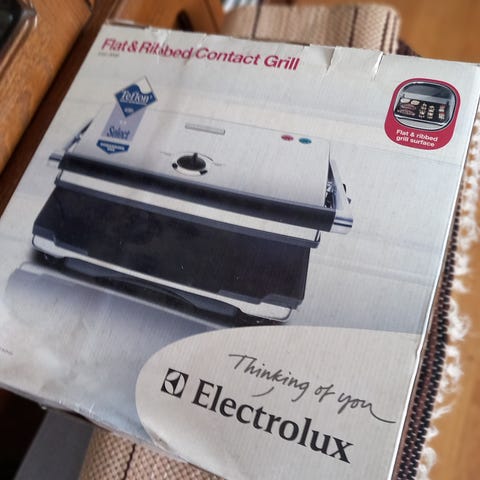 Flat & Ribbed Contact Grill
Teflon
Select
Flat & ribbed
grill surface
Thinking of you
Electrolux